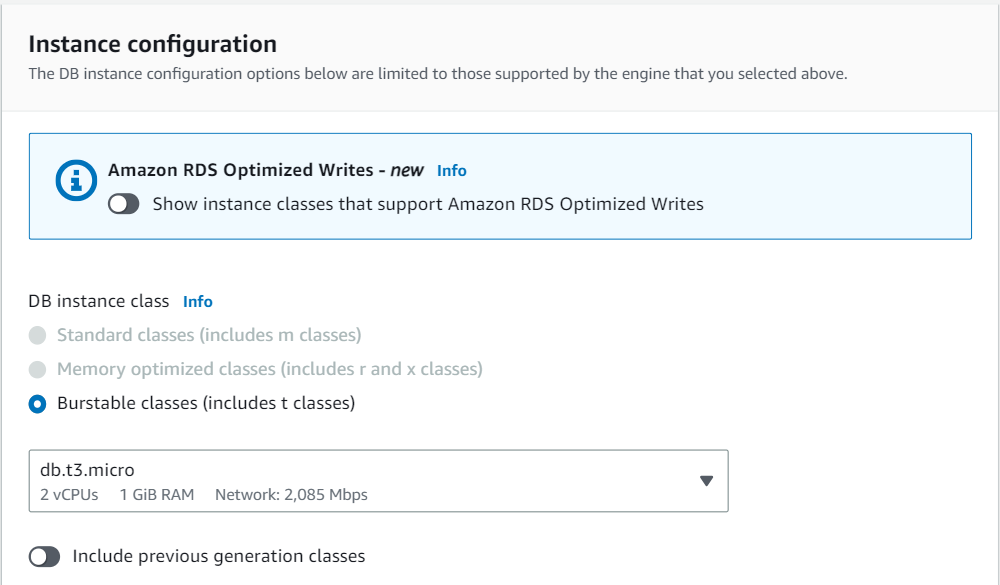 Instance configuration
The DB instance configuration options below are limited to those supported by the engine that you selected above.
Amazon RDS Optimized Writes - new Info
Show instance classes that support Amazon RDS Optimized Writes
DB instance class Info
Standard classes (includes m classes)
Memory optimized classes (includes r and x classes)
Burstable classes (includes t classes)
db.t3.micro
2 vCPUs 1 GiB RAM Network: 2,085 Mbps
Include previous generation classes